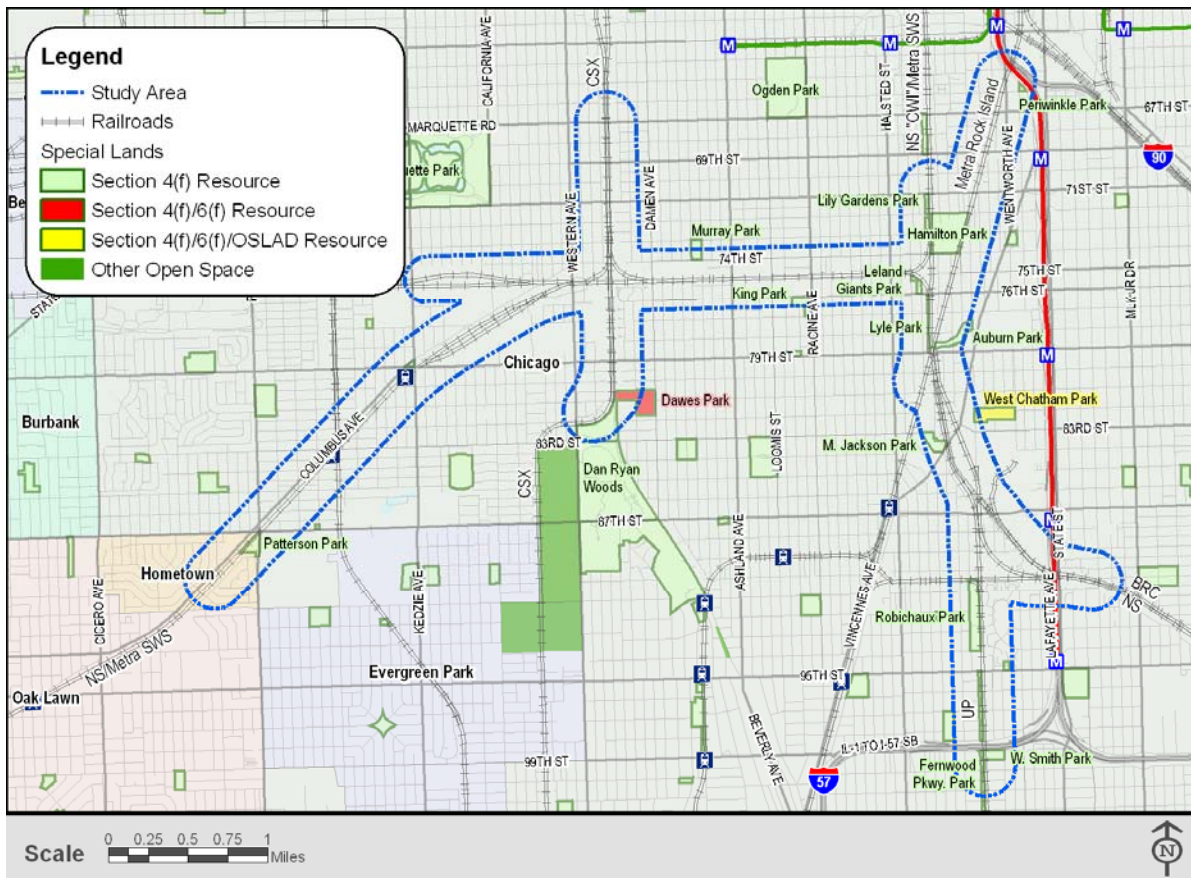 Legend
Study Area
Railroads
Special Lands
Section 4(f) Resource
Section 4(f)/6(f) Resource
Section 4(f)/6(f)/OSLAD Resource
Other Open Space
CALIFORNIA AVE
CSX
M
M
M
M
Ogden Park
HALSTED ST
NS "CWI"/Metra SWS
Metra Rock Island
Periwinkle Park
67TH ST
MARQUETTE RD
M
90
69TH ST
uette Park
WESTERN AVE
DAMEN AVE
WENTWORTH AVE
M
71ST ST
Lily Gardens Park
Murray Park
Hamilton Park
74TH ST
Leland
Giants Park
75TH ST
76TH ST
MLK JR DR
King Park
RACINE AVE
Lyle Park
Auburn Park
M
79TH ST
Chicago
Burbank
Dawes Park
West Chatham Park
COLUMBUS AVE
83RD ST
83RD ST
LOOMIS ST
M. Jackson Park
Dan Ryan
Woods
CSX
87TH ST
M
STATE ST
Patterson Park
Hometown
CICERO AVE
KEDZIE AVE
ASHLAND AVE
VINCENNES AVE
LAFAYETTE AVE
BRC
NS
Robichaux Park
NS/Metra SWS
Evergreen Park
95TH ST
M
Oak Lawn
UP
BEVERLY AVE
IL-1 TO I-57 SB
99TH ST
57
Fernwood
Pkwy. Park
W. Smith Park
Scale
0 0.25 0.5 0.75 1
Miles
N